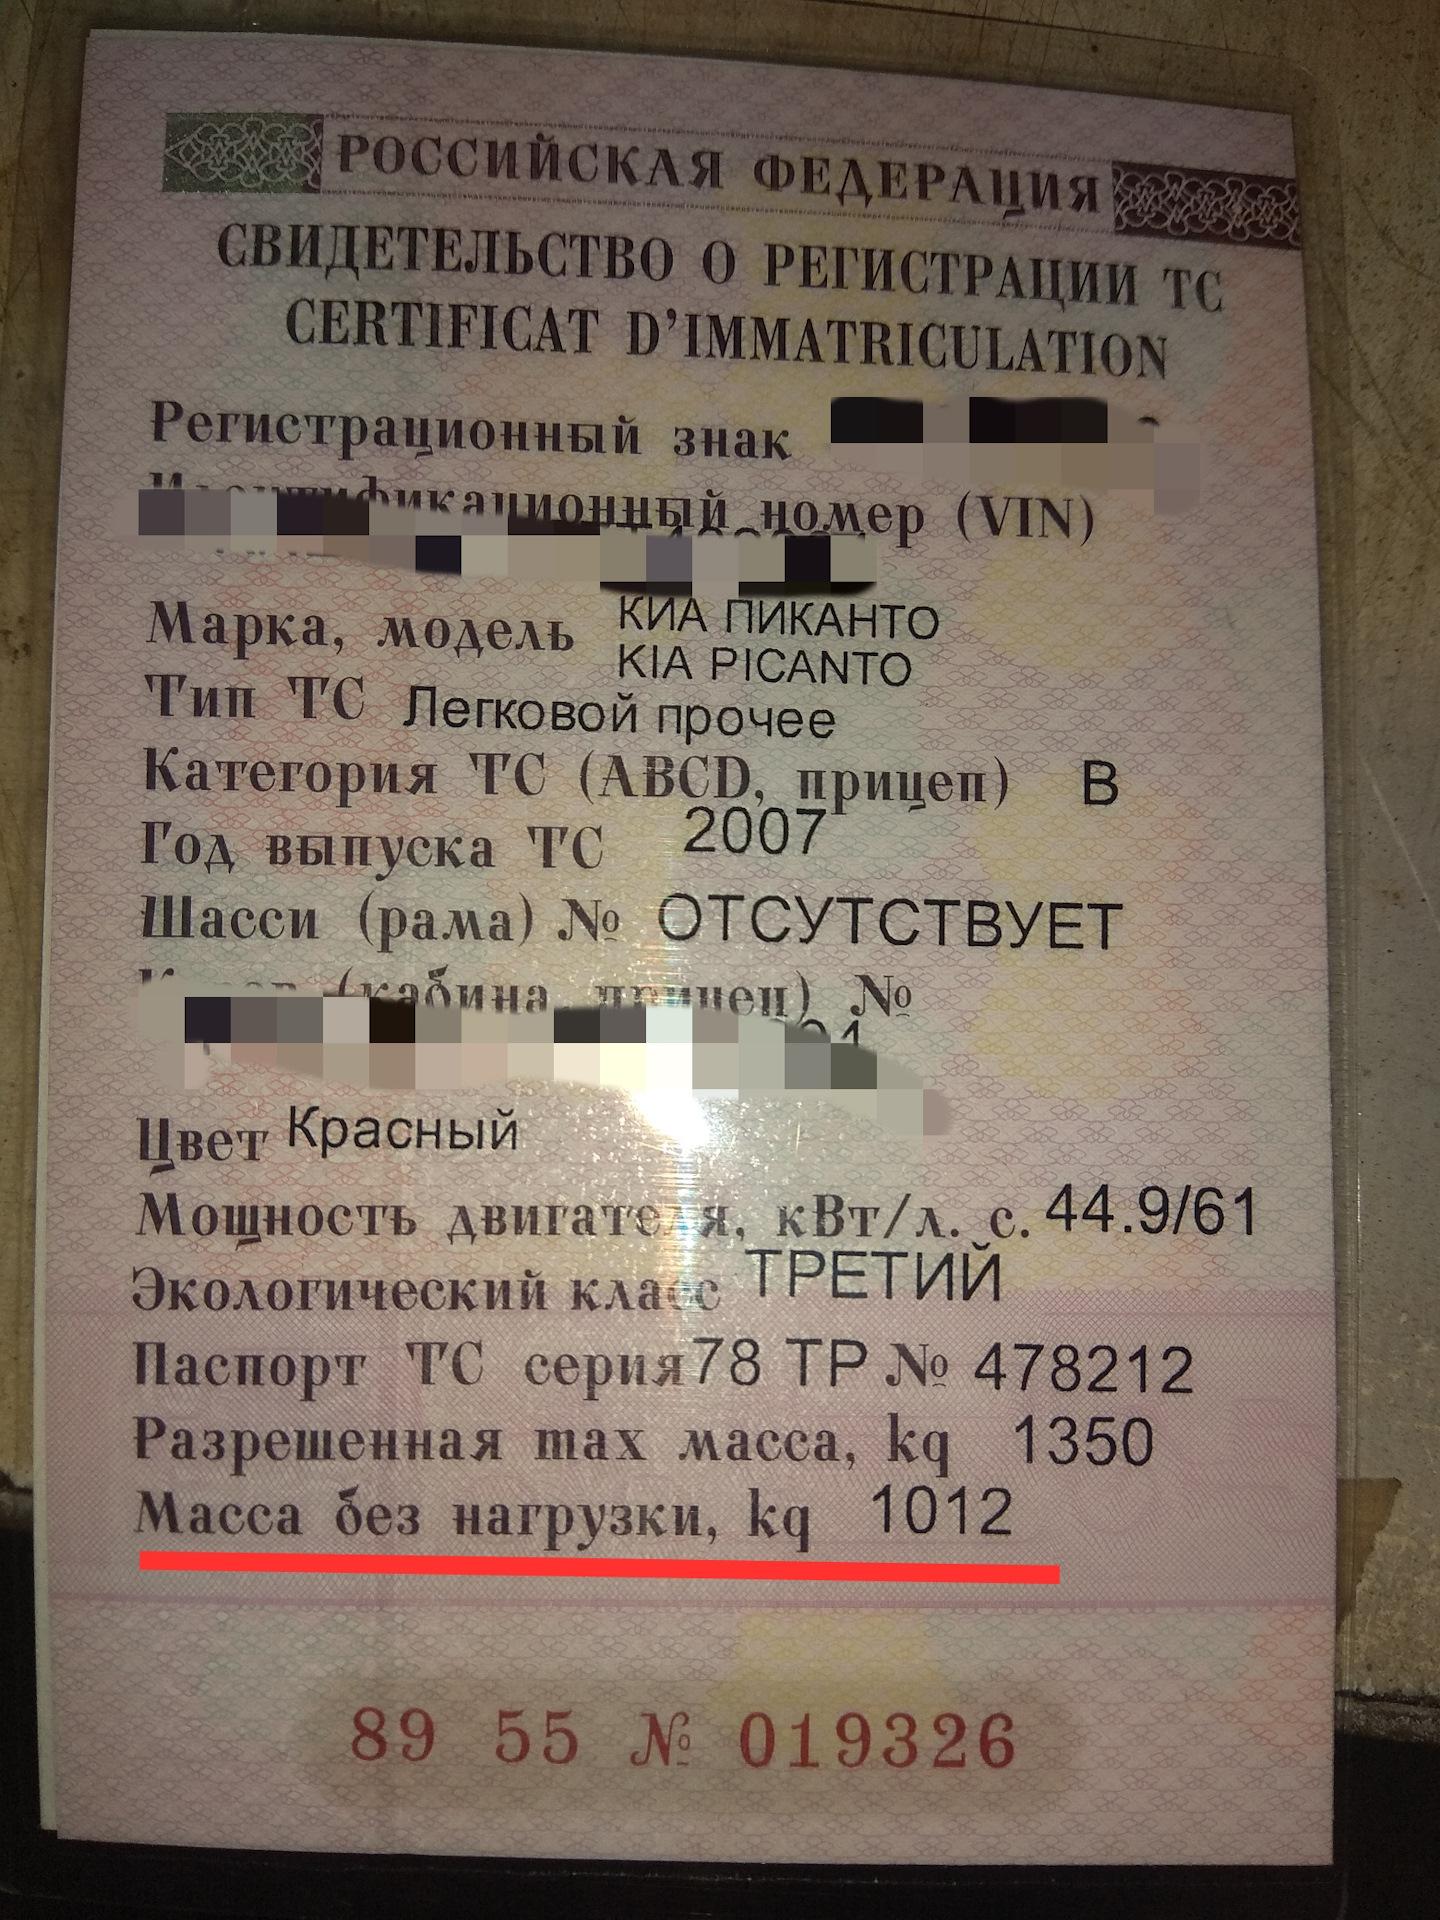 РОССИЙСКАЯ ФЕДЕРАЦИЯ
СВИДЕТЕЛЬСТВО О РЕГИСТРАЦИИ ТС
CERTIFICAT D'IMMATRICULATION
Регистрационный знак
Идентификационный номер (VIN)
Марка, модель КИА ПИКАНТО
KIA PICANTO
Тип ТС Легковой прочее
Категория ТС (ABCD, прицеп) В
Год выпуска ТС 2007
Шасси (рама) № ОТСУТСТВУЕТ
(кабина, прицеп) №
Цвет Красный
Мощность двигателя, кВт/л. с. 44.9/61
Экологический класс ТРЕТИЙ
Паспорт ТС серия 78 ТР № 478212
Разрешенная max масса, kg 1350
Масса без нагрузки, kg 1012
89 55 № 019326